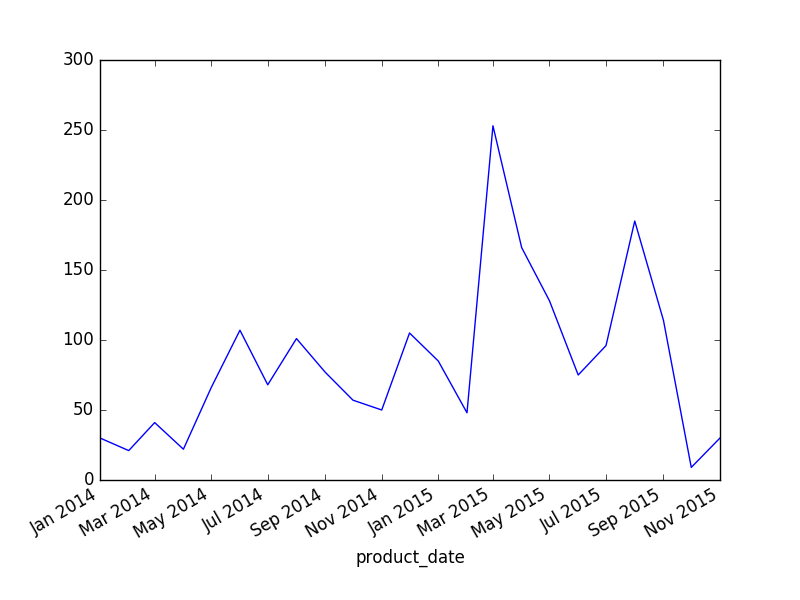 300
250
200
150
100
50
0
Jan 2014
Mar 2014
May 2014
Jul 2014
Sep 2014
Nov 2014
Jan 2015
Mar 2015
May 2015
Jul 2015
Sep 2015
Nov 2015
product_date